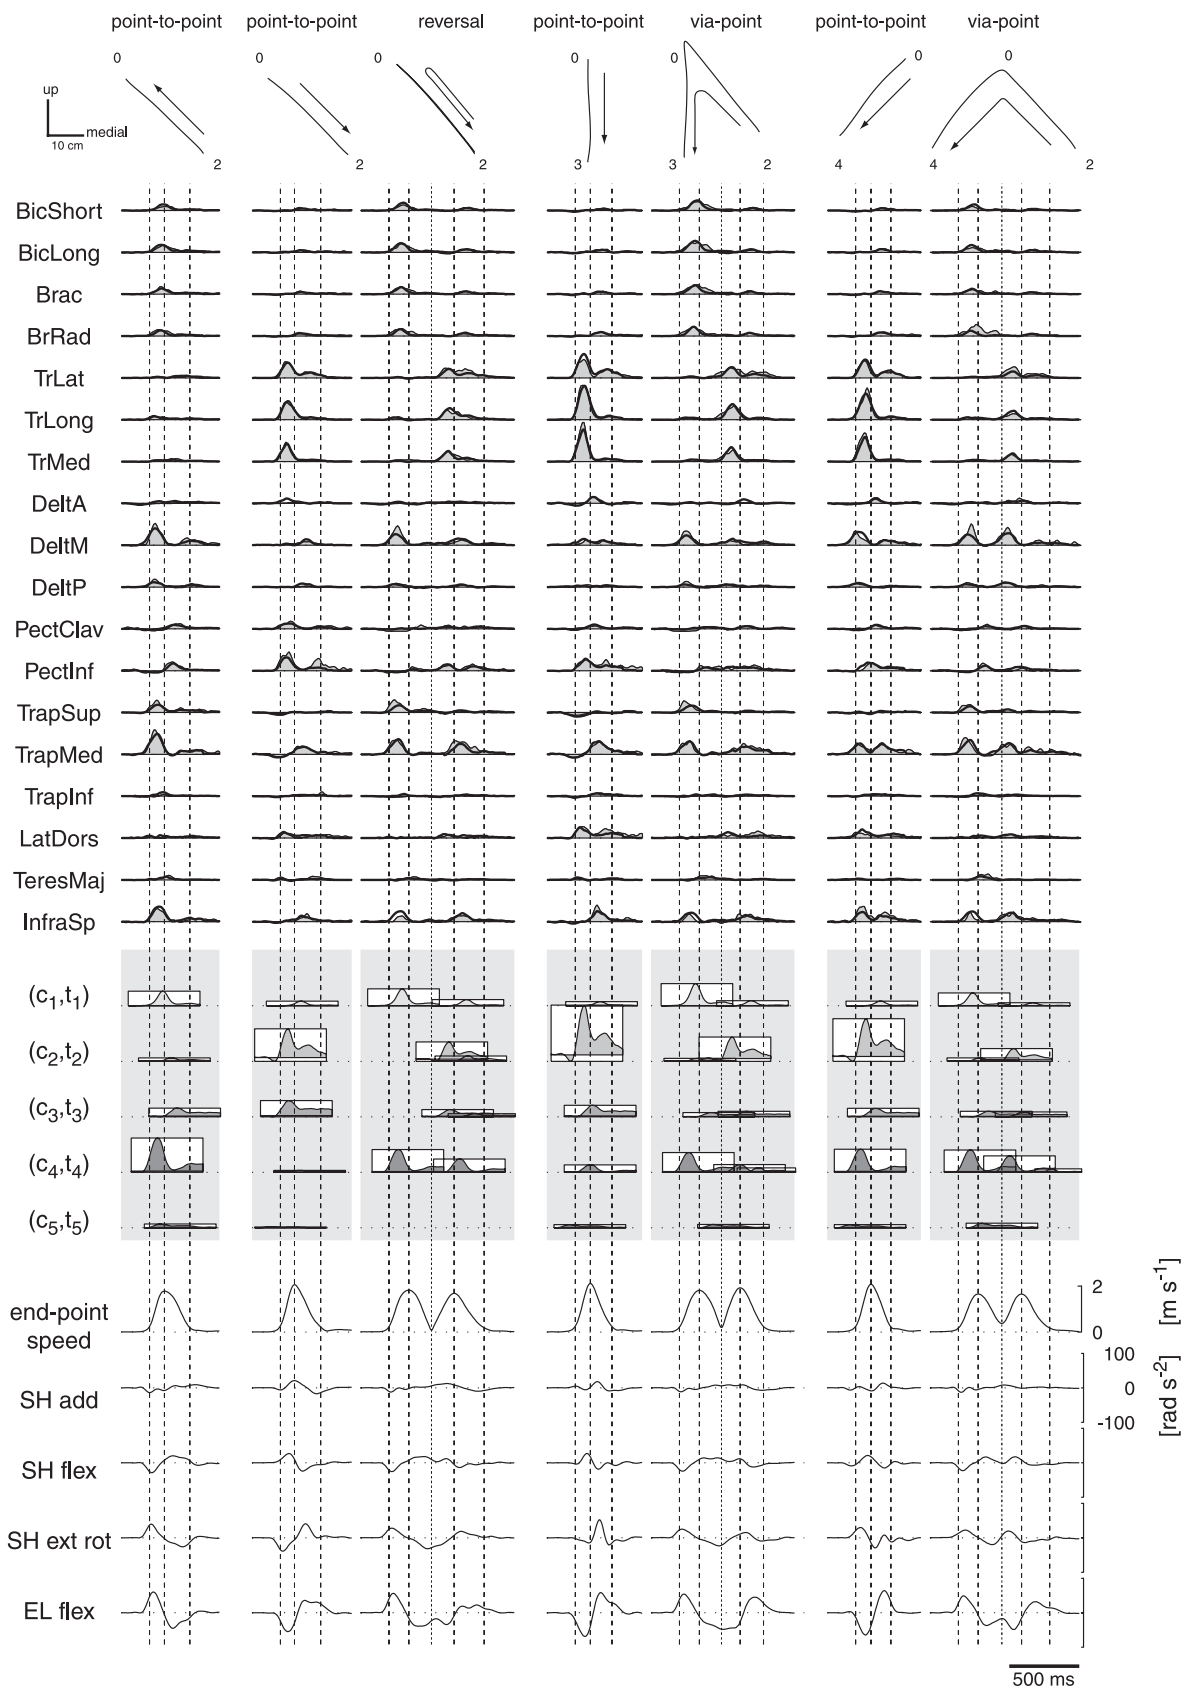 point-to-point point-to-point reversal point-to-point via-point point-to-point via-point
0 0 0 0 0 0 0
up
medial
10 cm
2 2 2 3 3 2 4 4 2
BicShort
BicLong
Brac
BrRad
TrLat
TrLong
TrMed
DeltA
DeltM
DeltP
PectClav
PectInf
TrapSup
TrapMed
TrapInf
LatDors
TeresMaj
InfraSp
(c1,t1)
(c2,t2)
(c3,t3)
(c4,t4)
(c5,t5)
end-point
speed
2
0
[m s-1]
SH add
100
0
-100
[rad s-2]
SH flex
SH ext rot
EL flex
500 ms